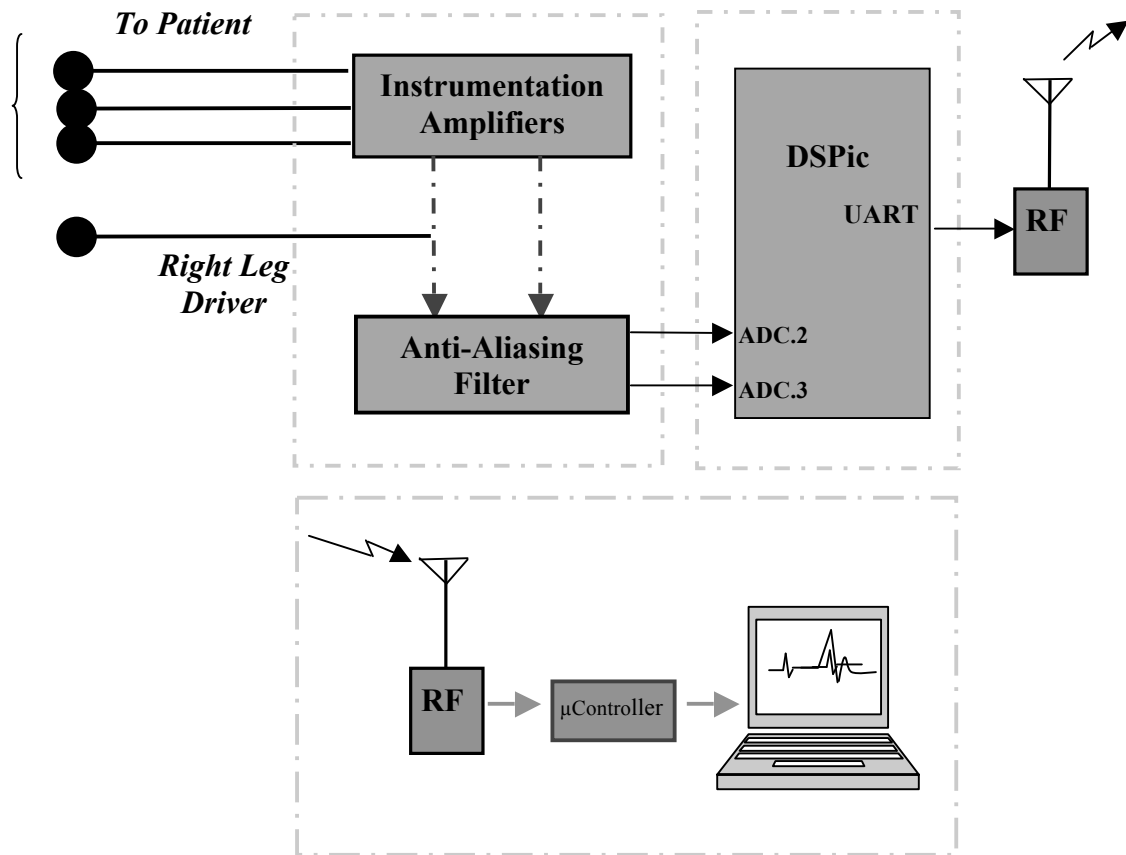 To Patient
Instrumentation
Amplifiers
DSPic
UART
RF
Right Leg
Driver
Anti-Aliasing
Filter
ADC.2
ADC.3
RF
µController